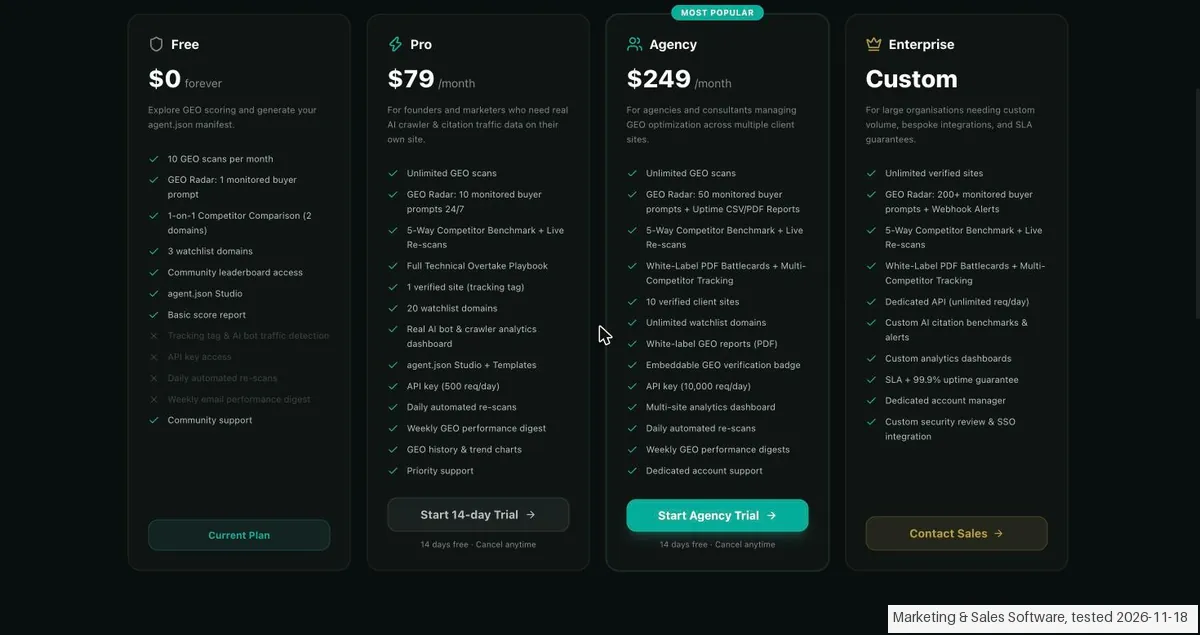 MOST POPULAR
Free
$0 forever
Explore GEO scoring and generate your
agent.json manifest.
10 GEO scans per month
GEO Radar: 1 monitored buyer
prompt
1-on-1 Competitor Comparison (2
domains)
3 watchlist domains
Community leaderboard access
agent.json Studio
Basic score report
Tracking tag & AI bot traffic detection
API key access
Daily automated re-scans
Weekly email performance digest
Community support
Current Plan
Pro
$79 /month
For founders and marketers who need real
AI crawler & citation traffic data on their
own site.
Unlimited GEO scans
GEO Radar: 10 monitored buyer
prompts 24/7
5-Way Competitor Benchmark + Live
Re-scans
Full Technical Overtake Playbook
1 verified site (tracking tag)
20 watchlist domains
Real AI bot & crawler analytics
dashboard
agent.json Studio + Templates
API key (500 req/day)
Daily automated re-scans
Weekly GEO performance digest
GEO history & trend charts
Priority support
Start 14-day Trial →
14 days free · Cancel anytime
Agency
$249 /month
For agencies and consultants managing
GEO optimization across multiple client
sites.
Unlimited GEO scans
GEO Radar: 50 monitored buyer
prompts + Uptime CSV/PDF Reports
5-Way Competitor Benchmark + Live
Re-scans
White-Label PDF Battlecards + Multi-
Competitor Tracking
10 verified client sites
Unlimited watchlist domains
White-label GEO reports (PDF)
Embeddable GEO verification badge
API key (10,000 req/day)
Multi-site analytics dashboard
Daily automated re-scans
Weekly GEO performance digests
Dedicated account support
Start Agency Trial →
14 days free · Cancel anytime
Enterprise
Custom
For large organisations needing custom
volume, bespoke integrations, and SLA
guarantees.
Unlimited verified sites
GEO Radar: 200+ monitored buyer
prompts + Webhook Alerts
5-Way Competitor Benchmark + Live
Re-scans
White-Label PDF Battlecards + Multi-
Competitor Tracking
Dedicated API (unlimited req/day)
Custom AI citation benchmarks &
alerts
Custom analytics dashboards
SLA + 99.9% uptime guarantee
Dedicated account manager
Custom security review & SSO
integration
Contact Sales →
Marketing & Sales Software, tested 2026-11-18